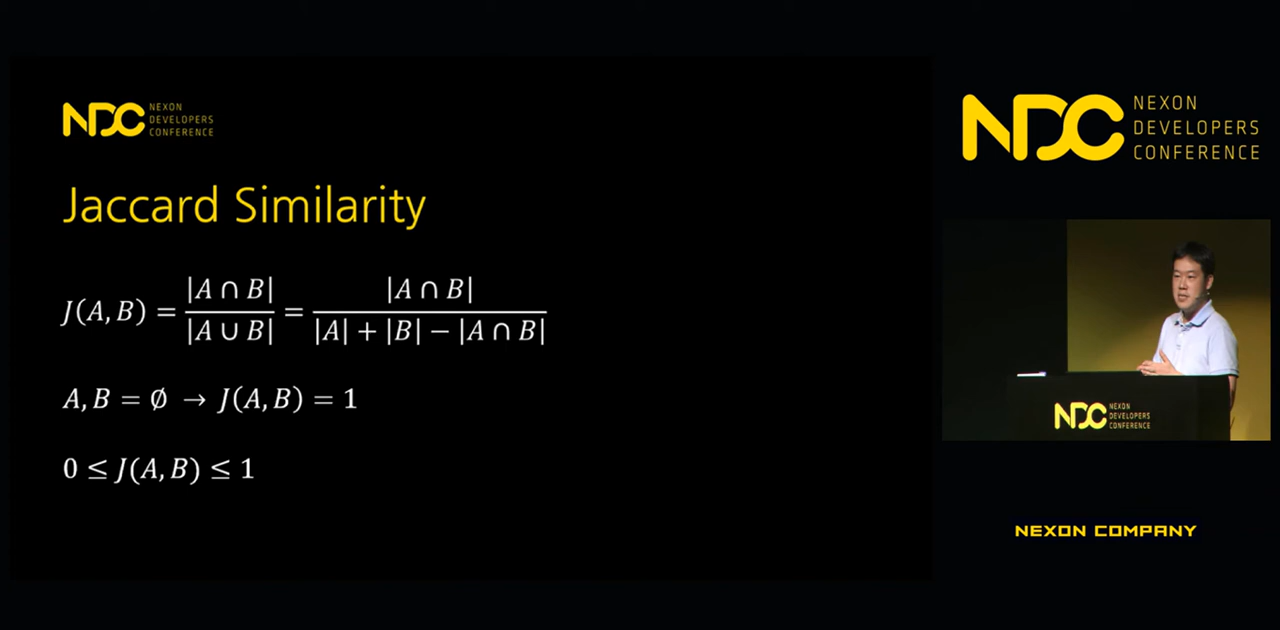 NDC NEXON
DEVELOPERS
CONFERENCE
Jaccard Similarity
J(A, B) = |A ∩ B| / |A ∪ B| = |A ∩ B| / (|A| + |B| − |A ∩ B|)
A, B = ∅ → J(A, B) = 1
0 ≤ J(A, B) ≤ 1
NDC NEXON
DEVELOPERS
CONFERENCE
NDC NEXON
DEVELOPERS
CONFERENCE
NEXON COMPANY